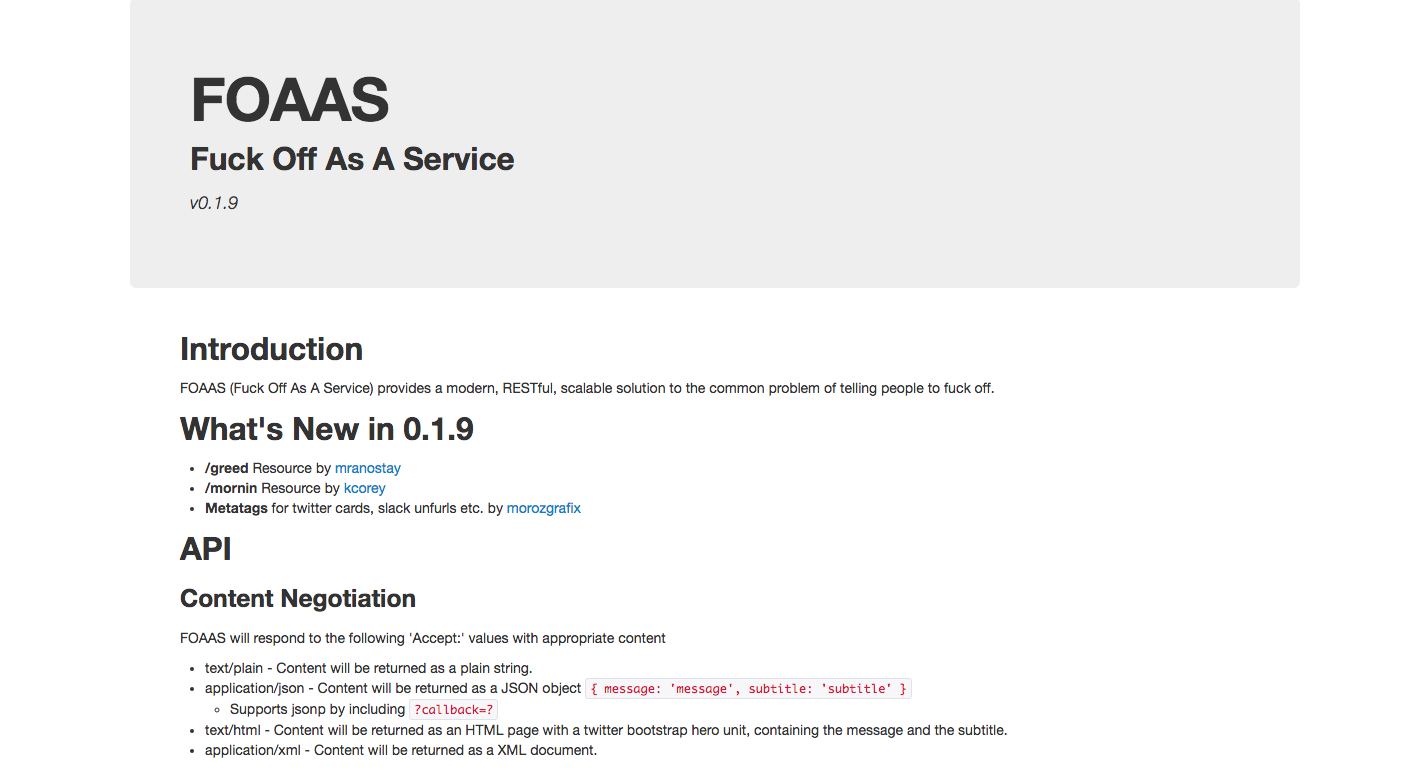 FOAAS
Fuck Off As A Service
v0.1.9
Introduction
FOAAS (Fuck Off As A Service) provides a modern, RESTful, scalable solution to the common problem of telling people to fuck off.
What's New in 0.1.9
/greed Resource by mranostay
/mornin Resource by kcorey
Metatags for twitter cards, slack unfurls etc. by morozgrafix
API
Content Negotiation
FOAAS will respond to the following 'Accept:' values with appropriate content
text/plain - Content will be returned as a plain string.
application/json - Content will be returned as a JSON object { message: 'message', subtitle: 'subtitle' }
Supports jsonp by including ?callback=?
text/html - Content will be returned as an HTML page with a twitter bootstrap hero unit, containing the message and the subtitle.
application/xml - Content will be returned as a XML document.